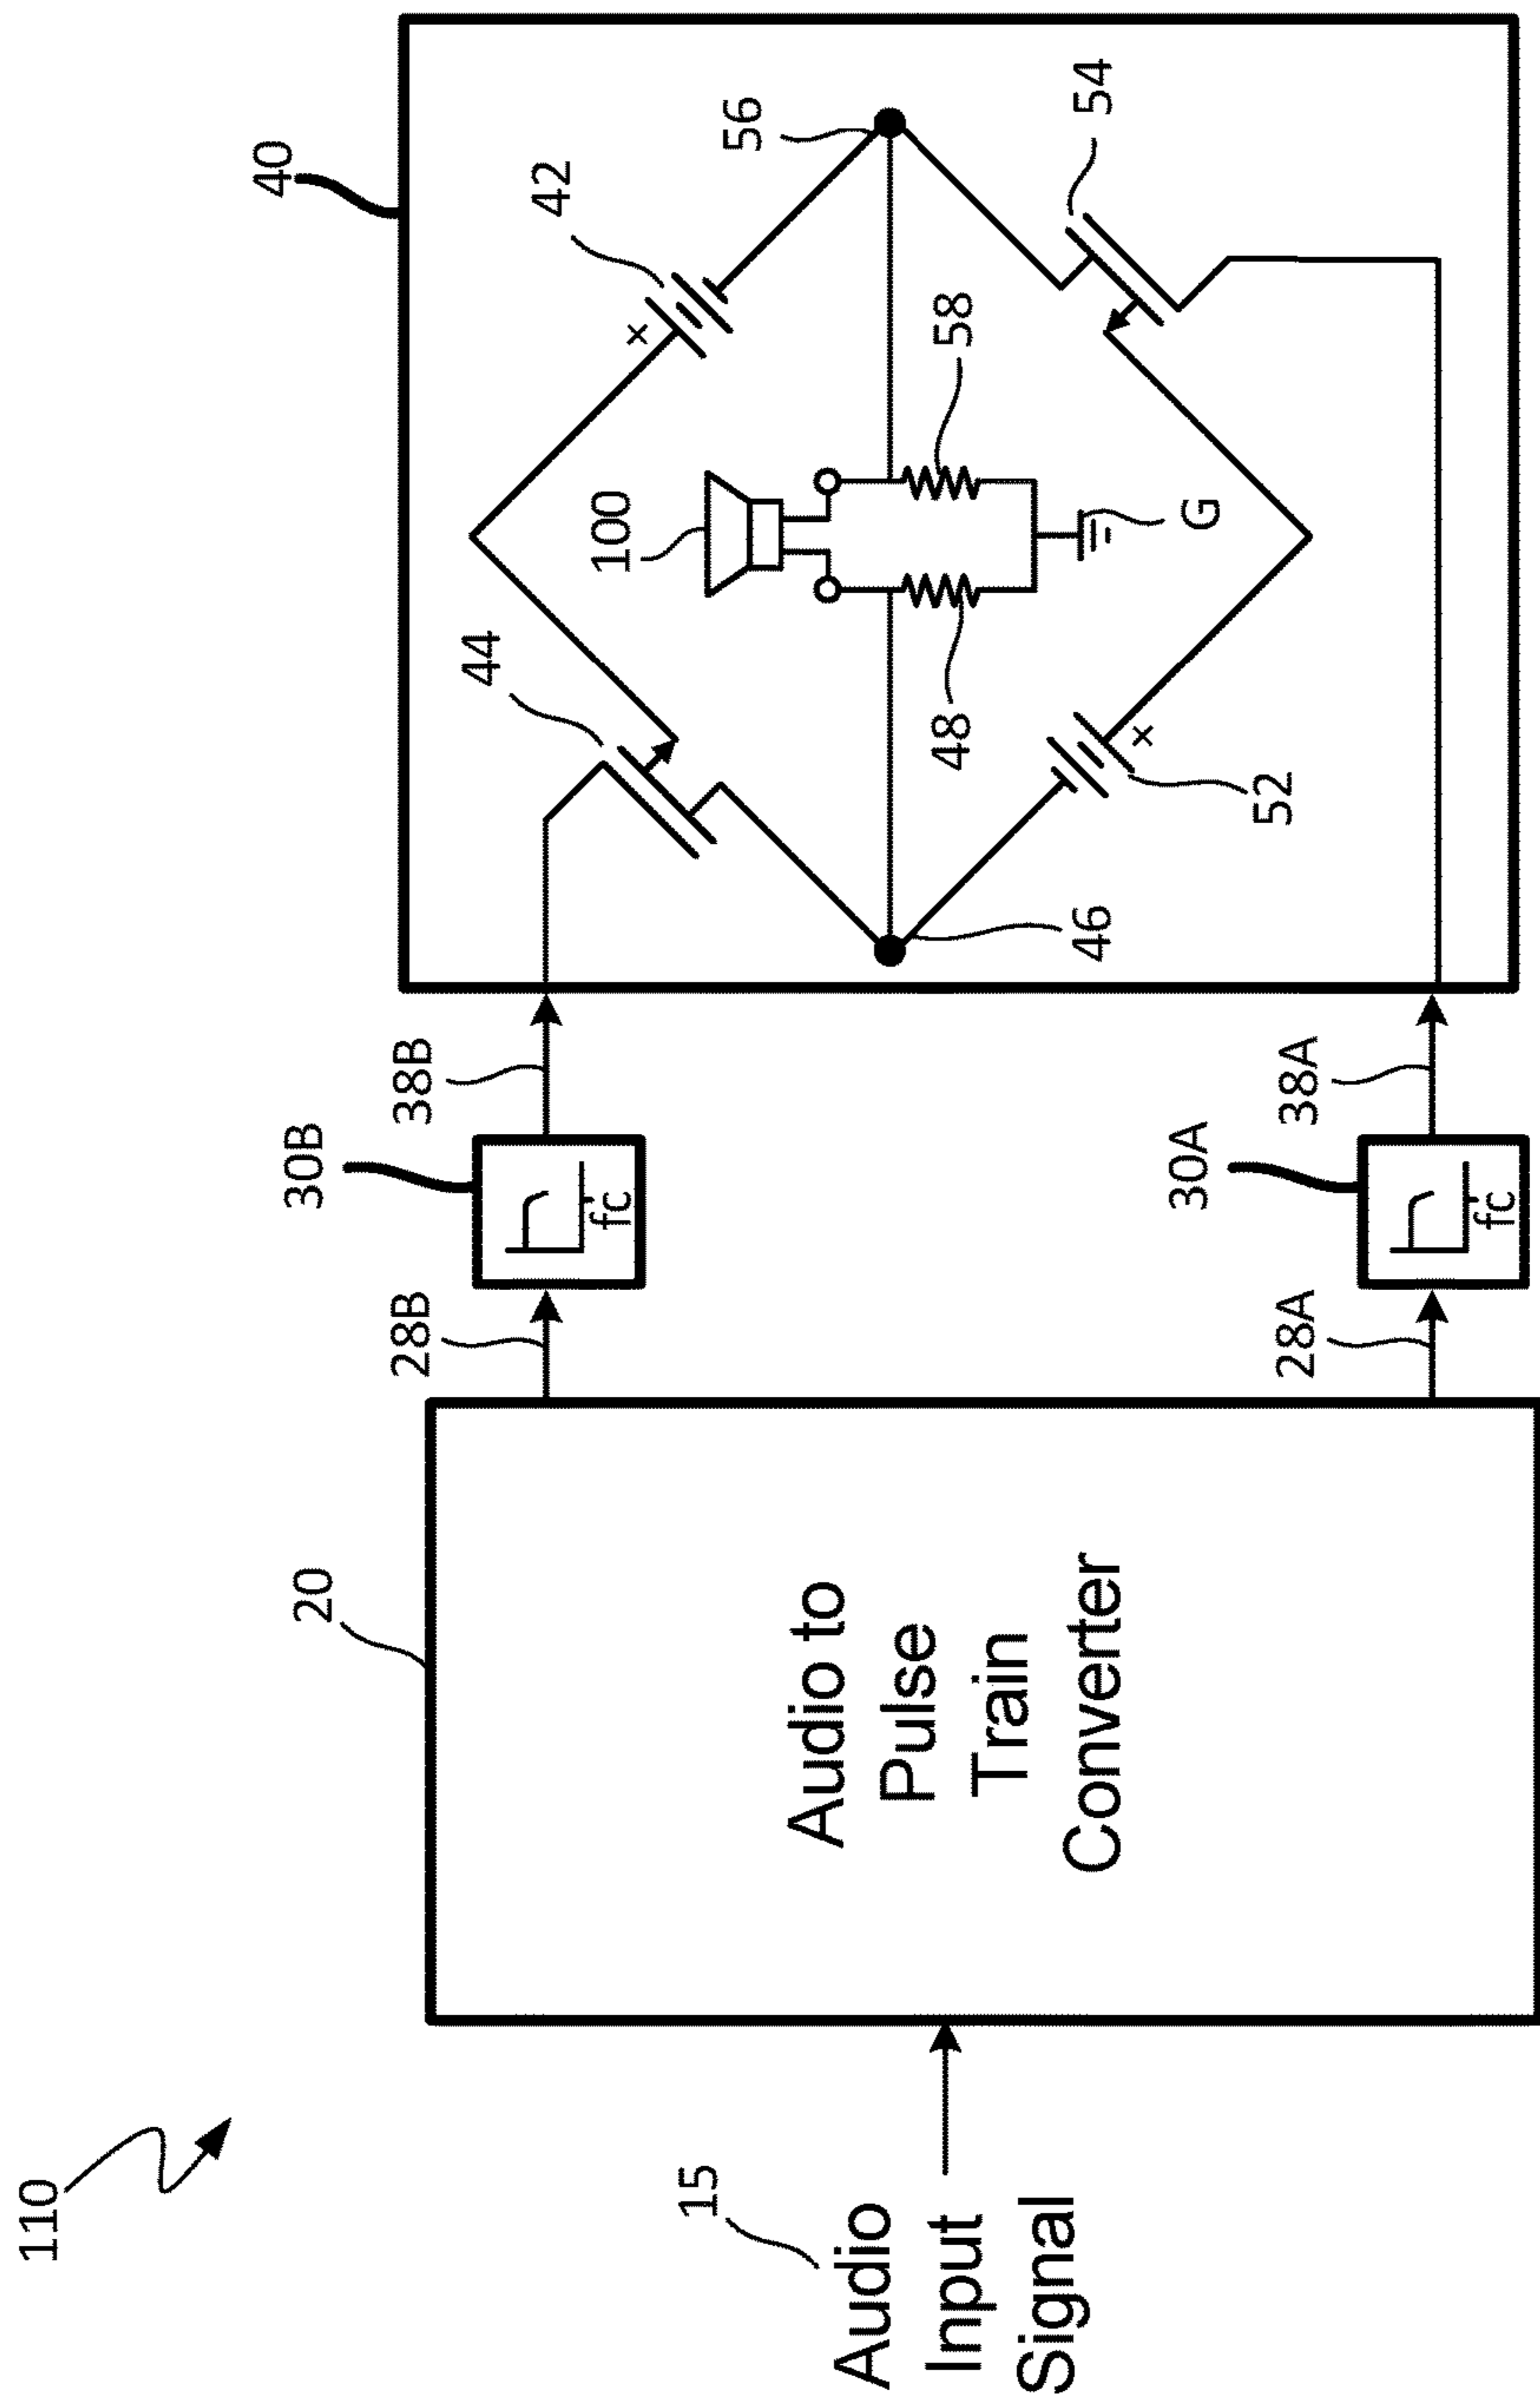 110
15
Audio
Input
Signal
20
Audio to
Pulse
Train
Converter
28B
30B
fc
38B
28A
30A
fc
38A
40
44
42
×
100
56
46
48
58
52
×
G
54